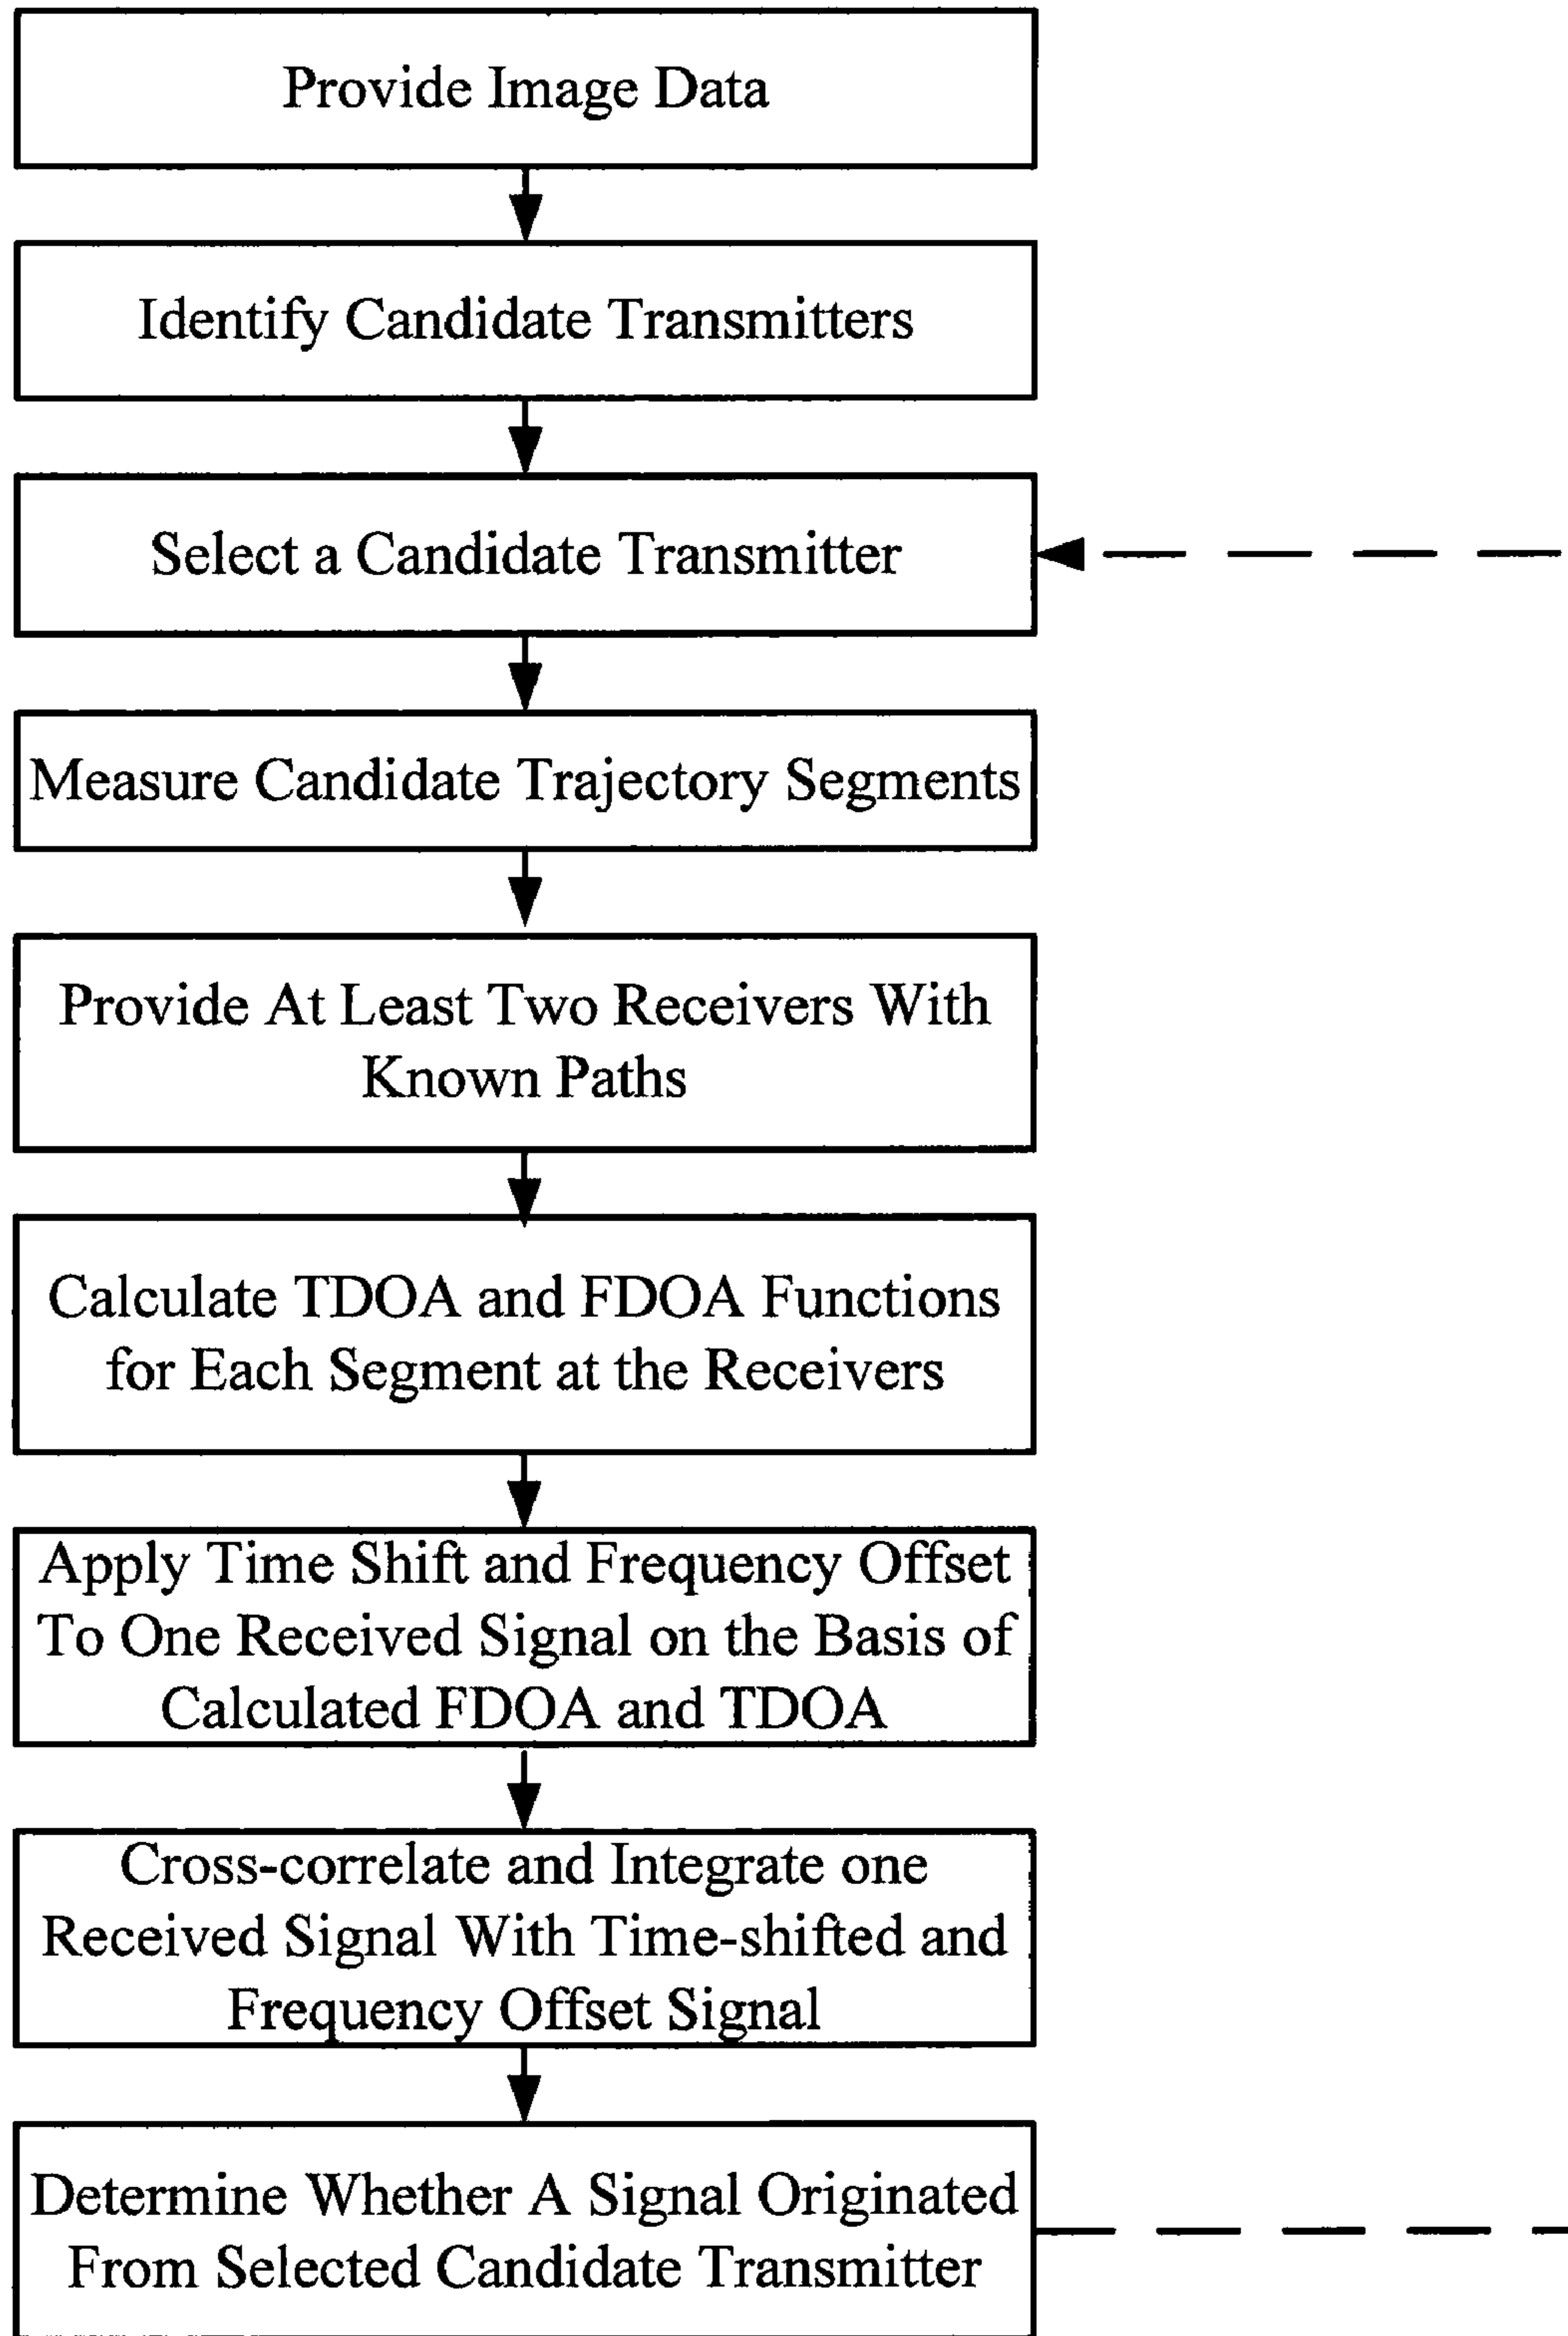 Provide Image Data
Identify Candidate Transmitters
Select a Candidate Transmitter
Measure Candidate Trajectory Segments
Provide At Least Two Receivers With
Known Paths
Calculate TDOA and FDOA Functions
for Each Segment at the Receivers
Apply Time Shift and Frequency Offset
To One Received Signal on the Basis of
Calculated FDOA and TDOA
Cross-correlate and Integrate one
Received Signal With Time-shifted and
Frequency Offset Signal
Determine Whether A Signal Originated
From Selected Candidate Transmitter